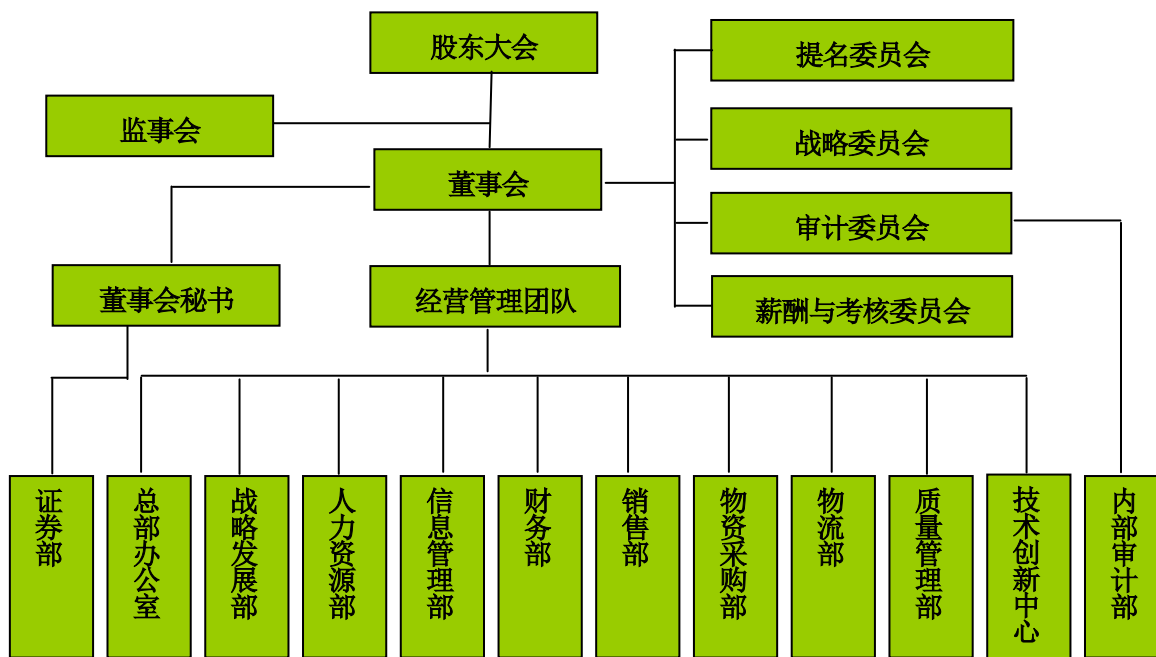 股东大会
提名委员会
监事会
战略委员会
董事会
审计委员会
董事会秘书
经营管理团队
薪酬与考核委员会
证券部
总部办公室
战略发展部
人力资源部
信息管理部
财务部
销售部
物资采购部
物流部
质量管理部
技术创新中心
内部审计部